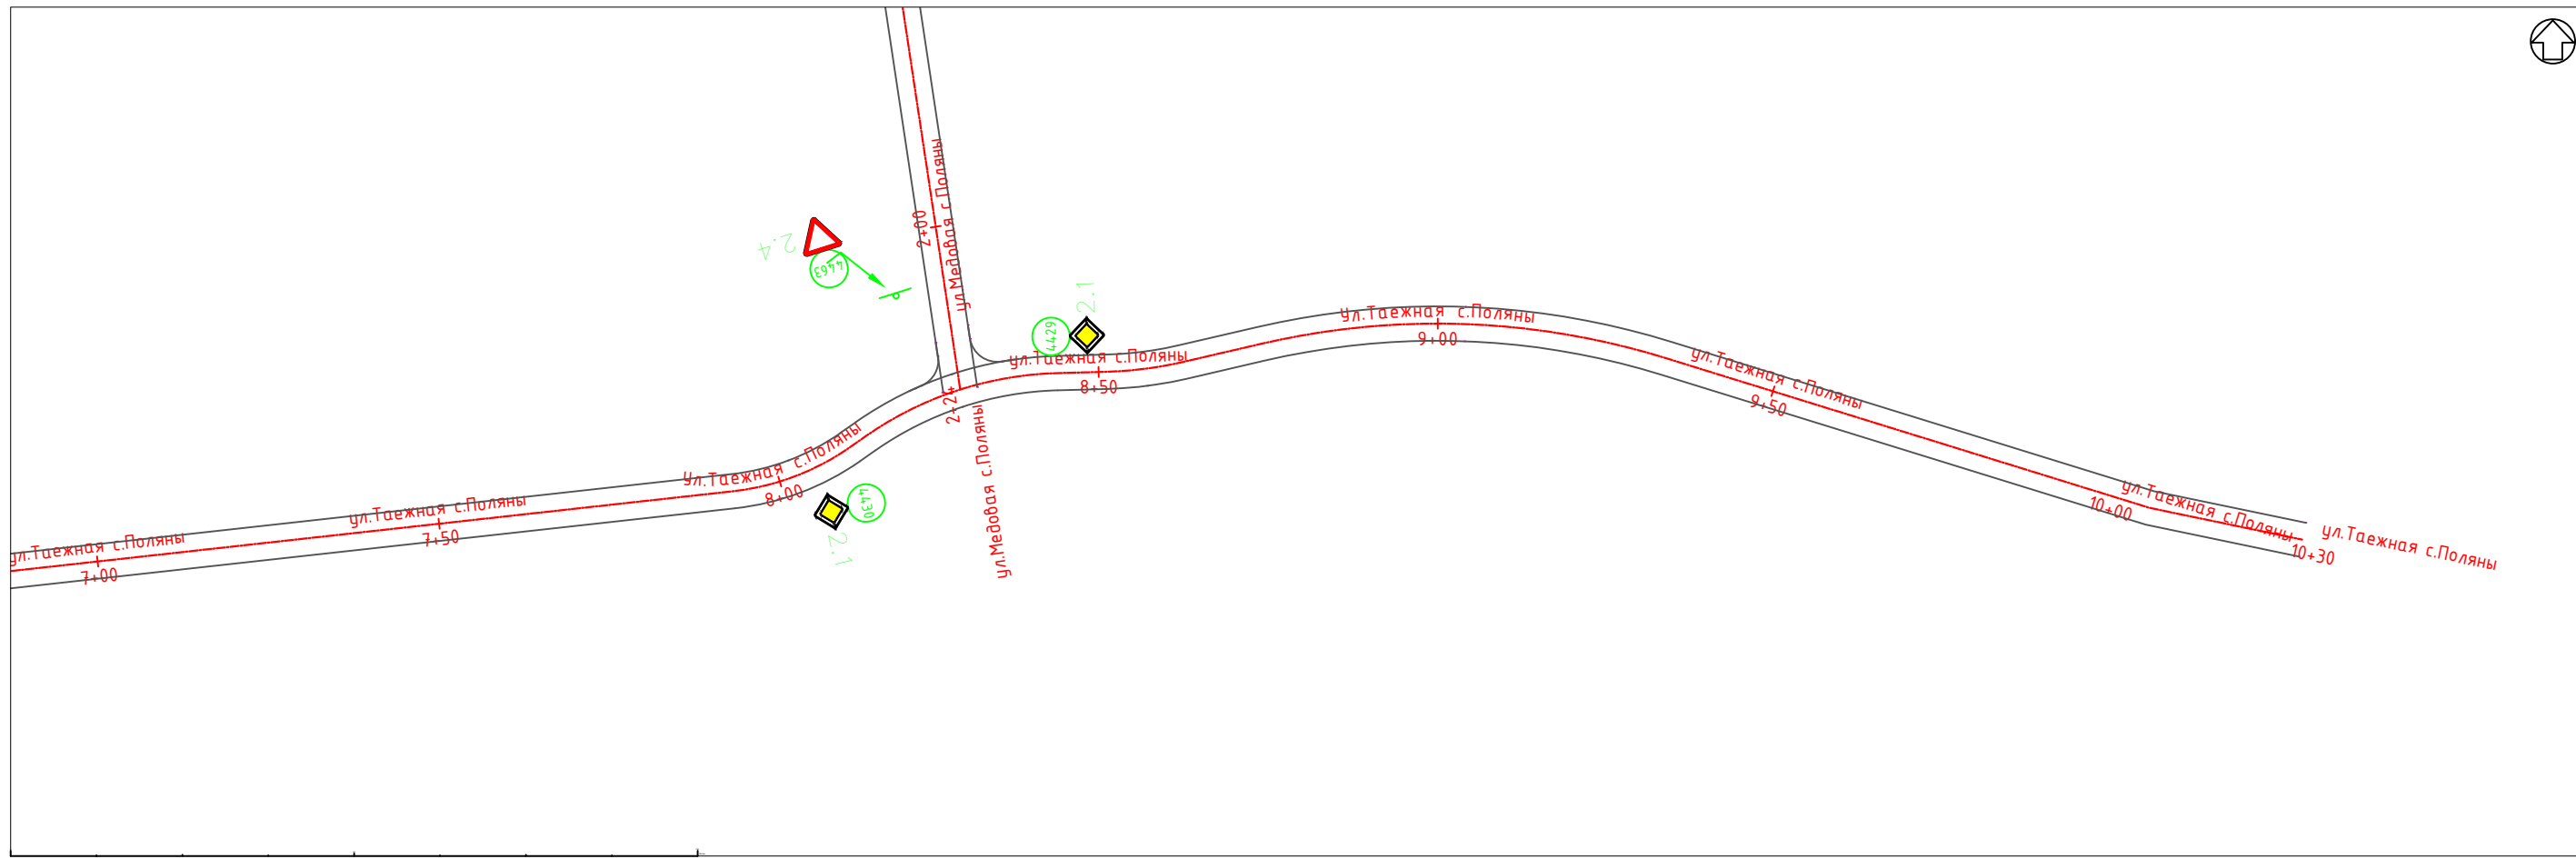 ул.Медовая с.Поляны
2+00
2.4
4463
2.1
4429
ул.Таежная с.Поляны
9+00
ул.Таежная с.Поляны
8+50
ул.Таежная с.Поляны
9+50
2+24
ул.Медовая с.Поляны
ул.Таежная с.Поляны
8+00
4430
2.1
ул.Таежная с.Поляны
7+50
ул.Таежная с.Поляны
7+00
ул.Таежная с.Поляны
10+00
ул.Таежная с.Поляны
10+30